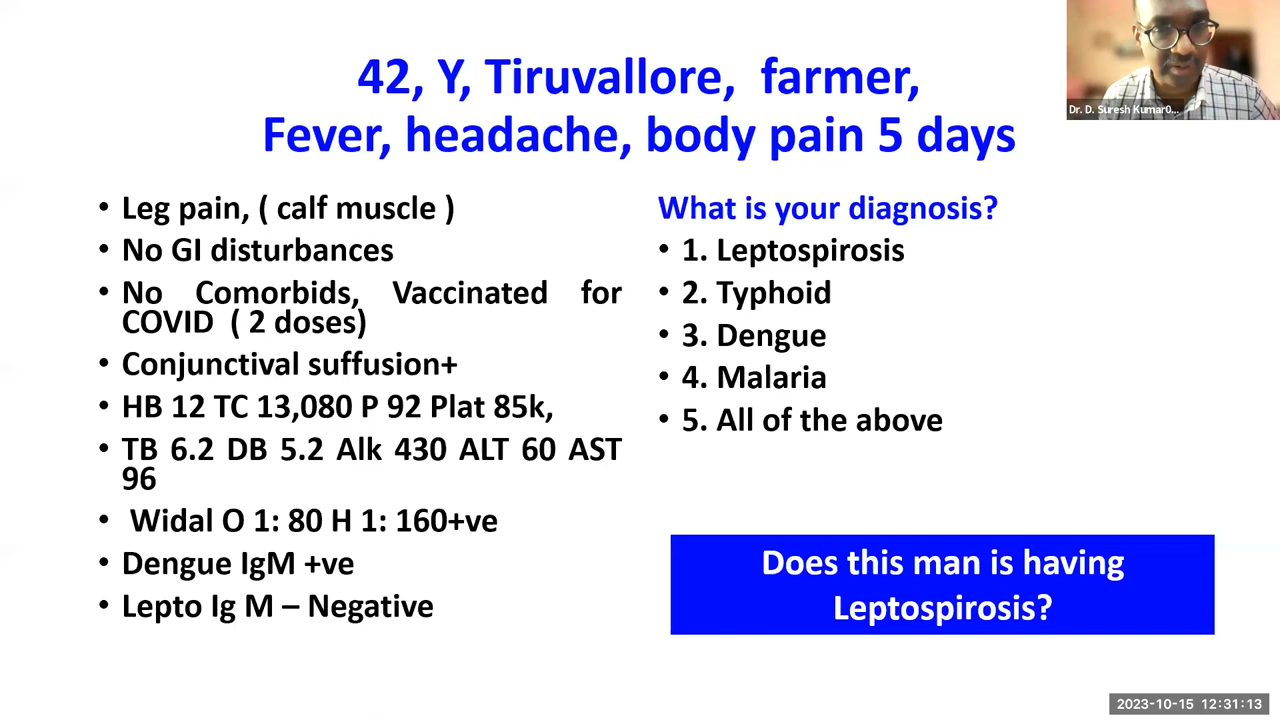 42, Y, Tiruvallore, farmer,
Fever, headache, body pain 5 days
Dr. D. Suresh Kumar0...
• Leg pain, ( calf muscle )
• No GI disturbances
• No Comorbids, Vaccinated for
COVID ( 2 doses)
• Conjunctival suffusion+
• HB 12 TC 13,080 P 92 Plat 85k,
• TB 6.2 DB 5.2 Alk 430 ALT 60 AST
96
• Widal O 1: 80 H 1: 160+ve
• Dengue IgM +ve
• Lepto Ig M – Negative
What is your diagnosis?
• 1. Leptospirosis
• 2. Typhoid
• 3. Dengue
• 4. Malaria
• 5. All of the above
Does this man is having
Leptospirosis?
2023-10-15 12:31:13